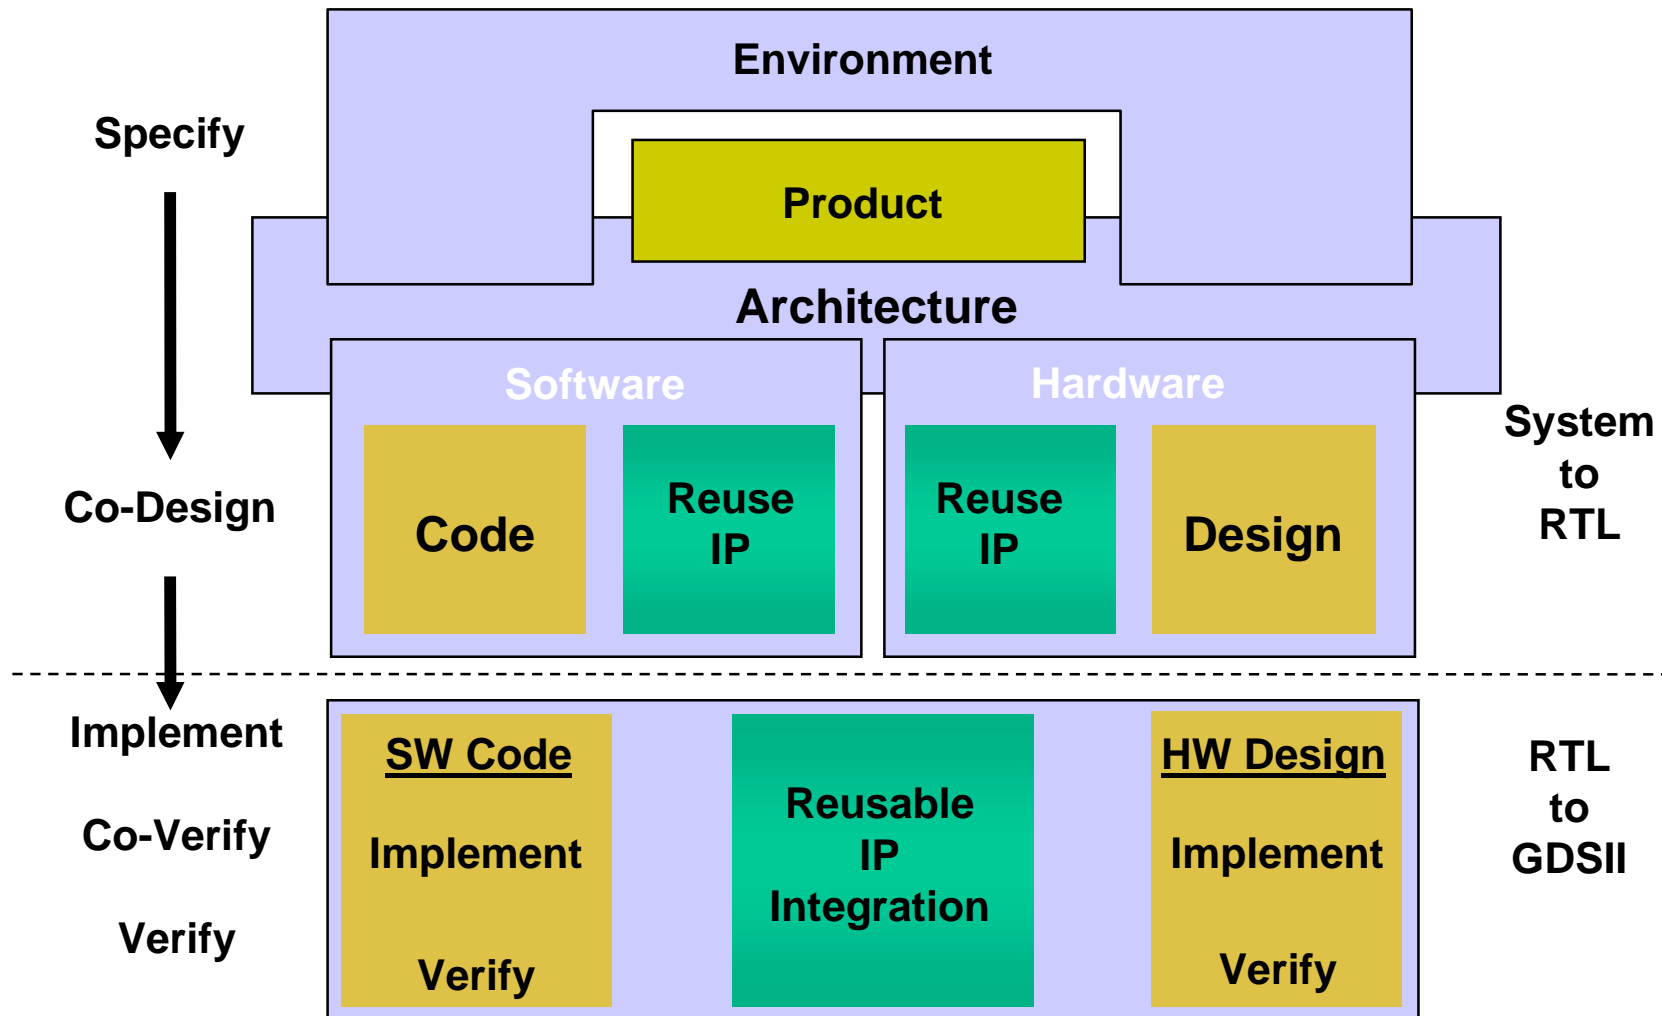 Environment
Specify
Product
Architecture
Software
Hardware
System
to
RTL
Co-Design
Code
Reuse
IP
Reuse
IP
Design
Implement
Co-Verify
Verify
SW Code
Implement
Verify
Reusable
IP
Integration
HW Design
Implement
Verify
RTL
to
GDSII